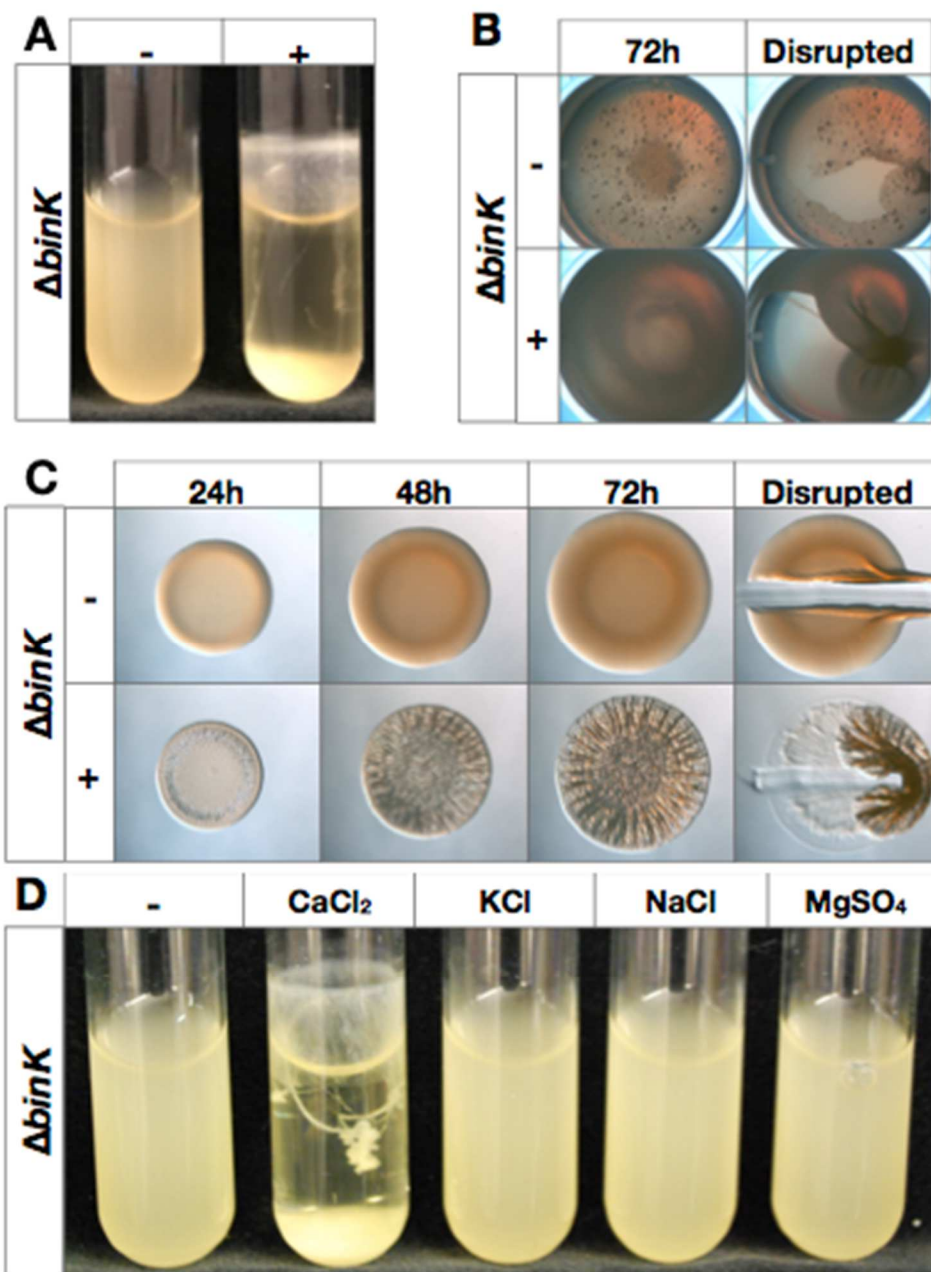 A
- +
ΔbinK
B
72h Disrupted
ΔbinK
-
+
C
24h 48h 72h Disrupted
ΔbinK
-
+
D
- CaCl₂ KCl NaCl MgSO₄
ΔbinK